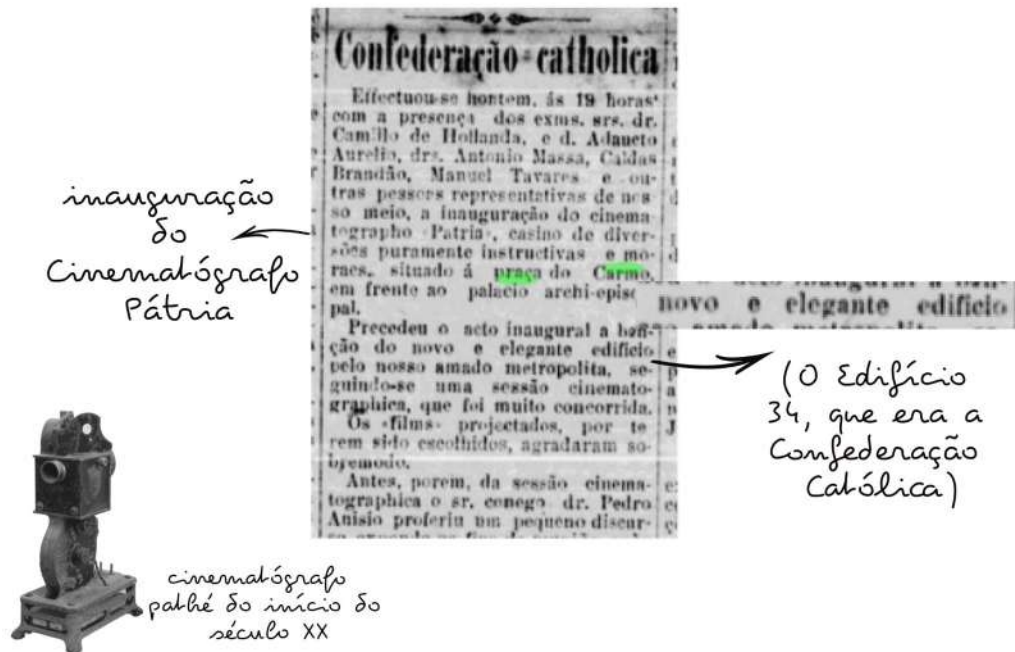 Confederação catholica
Effectuou-se hontem, ás 19 horas
com a presença dos exms. srs. dr.
Camillo de Hollanda, e d. Adaucto
Aurelio, drs. Antonio Massa, Caldas
Brandão, Manuel Tavares e ou-
tras pessoas representativas de nos-
so meio, a inauguração do cinema-
tographo «Patria», casino de diver-
sões puramente instructivas e mo-
raes, situado á praça do Carmo,
em frente ao palacio archi-episc
pal.
Precedeu o acto inaugural a ben-
ção do novo e elegante edificio
pelo nosso amado metropolita, se-
guindo-se uma sessão cinemato-
graphica, que foi muito concorrida.
Os «films» projectados, por te
rem sido escolhidos, agradaram so-
bremodo.
Antes, porem, da sessão cinema-
tographica o sr. conego dr. Pedro
Anisio proferiu um pequeno discur-
inauguração
do
Cinematógrafo
Pátria
novo e elegante edificio
(O Edifício
34, que era a
Confederação
Católica)
cinematógrafo
pathé do início do
século XX